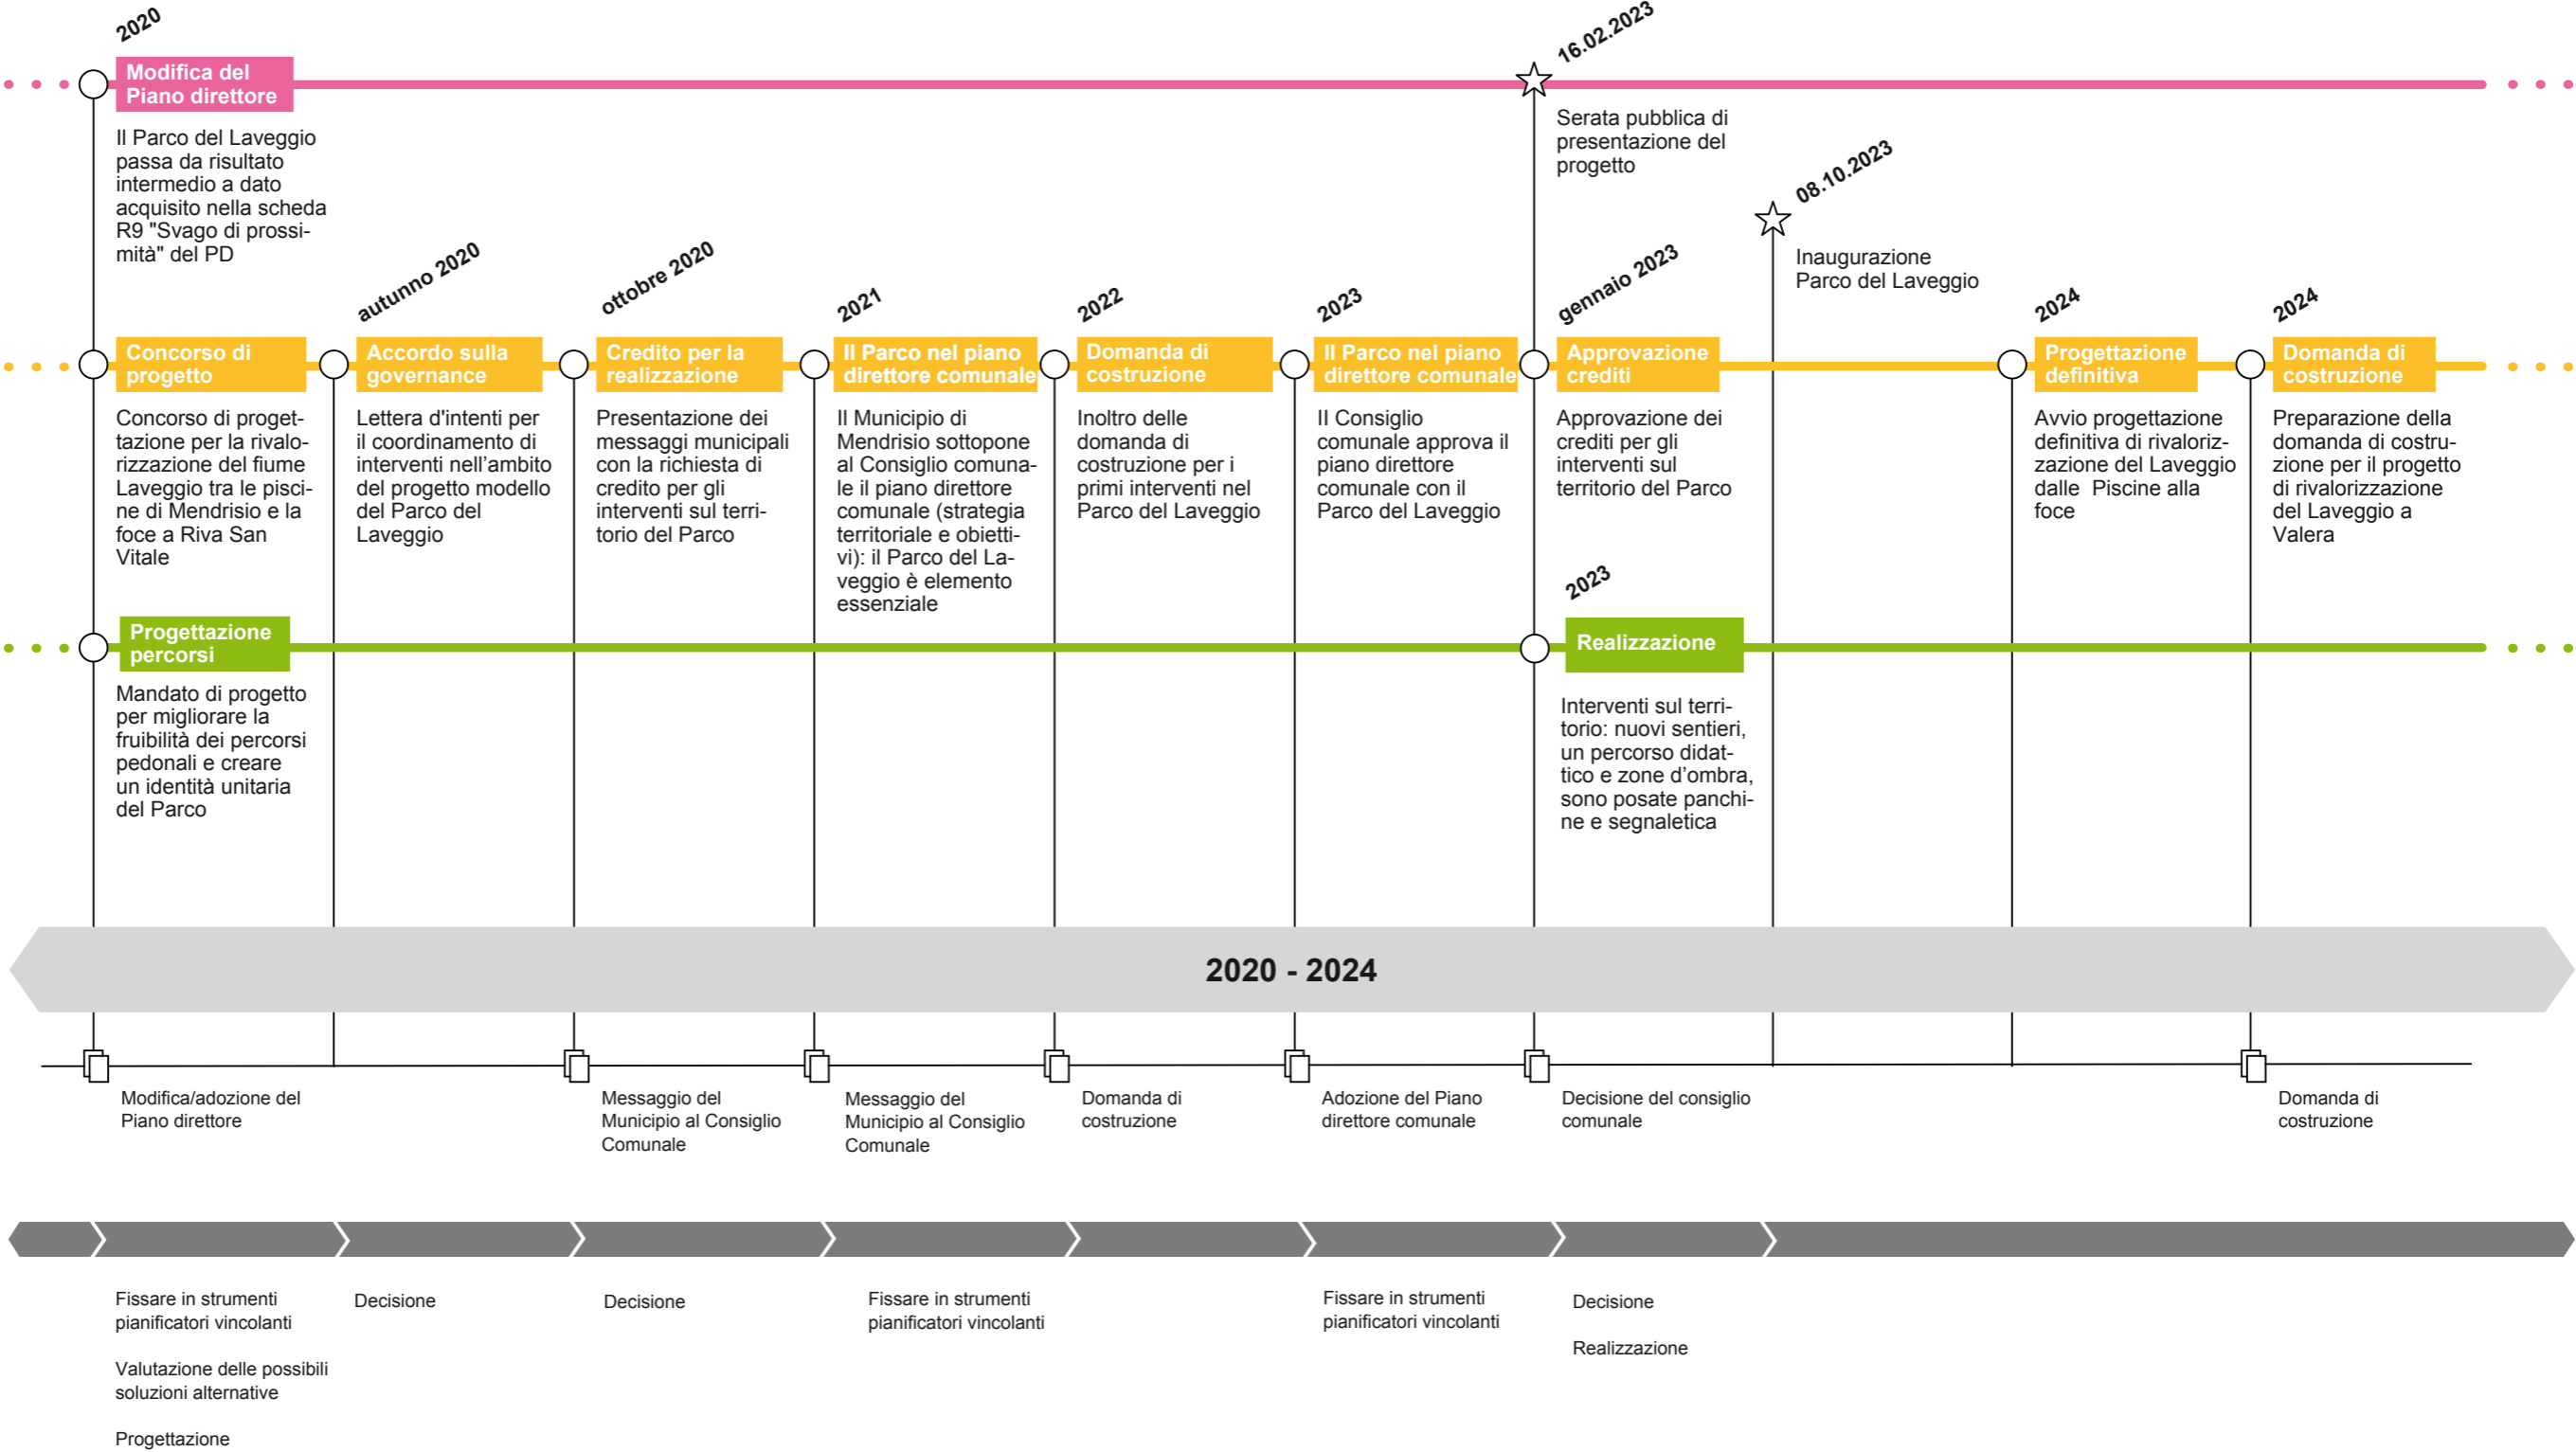 2020
Modifica del
Piano direttore
Il Parco del Laveggio
passa da risultato
intermedio a dato
acquisito nella scheda
R9 "Svago di prossi-
mità" del PD
16.02.2023
Serata pubblica di
presentazione del
progetto
08.10.2023
Inaugurazione
Parco del Laveggio
Concorso di
progetto
Concorso di proget-
tazione per la rivalo-
rizzazione del fiume
Laveggio tra le pisci-
ne di Mendrisio e la
foce a Riva San
Vitale
autunno 2020
Accordo sulla
governance
Lettera d'intenti per
il coordinamento di
interventi nell’ambito
del progetto modello
del Parco del
Laveggio
ottobre 2020
Credito per la
realizzazione
Presentazione dei
messaggi municipali
con la richiesta di
credito per gli
interventi sul terri-
torio del Parco
2021
Il Parco nel piano
direttore comunale
Il Municipio di
Mendrisio sottopone
al Consiglio comuna-
le il piano direttore
comunale (strategia
territoriale e obietti-
vi): il Parco del La-
veggio è elemento
essenziale
2022
Domanda di
costruzione
Inoltro delle
domanda di
costruzione per i
primi interventi nel
Parco del Laveggio
2023
Il Parco nel piano
direttore comunale
Il Consiglio
comunale approva il
piano direttore
comunale con il
Parco del Laveggio
gennaio 2023
Approvazione
crediti
Approvazione dei
crediti per gli
interventi sul
territorio del Parco
2024
Progettazione
definitiva
Avvio progettazione
definitiva di rivaloriz-
zazione del Laveggio
dalle  Piscine alla
foce
2024
Domanda di
costruzione
Preparazione della
domanda di costru-
zione per il progetto
di rivalorizzazione
del Laveggio a
Valera
Progettazione
percorsi
Mandato di progetto
per migliorare la
fruibilità dei percorsi
pedonali e creare
un identità unitaria
del Parco
2023
Realizzazione
Interventi sul terri-
torio: nuovi sentieri,
un percorso didat-
tico e zone d’ombra,
sono posate panchi-
ne e segnaletica
2020 - 2024
Modifica/adozione del
Piano direttore
Messaggio del
Municipio al Consiglio
Comunale
Messaggio del
Municipio al Consiglio
Comunale
Domanda di
costruzione
Adozione del Piano
direttore comunale
Decisione del consiglio
comunale
Domanda di
costruzione
Fissare in strumenti
pianificatori vincolanti
Valutazione delle possibili
soluzioni alternative
Progettazione
Decisione
Decisione
Fissare in strumenti
pianificatori vincolanti
Fissare in strumenti
pianificatori vincolanti
Decisione
Realizzazione